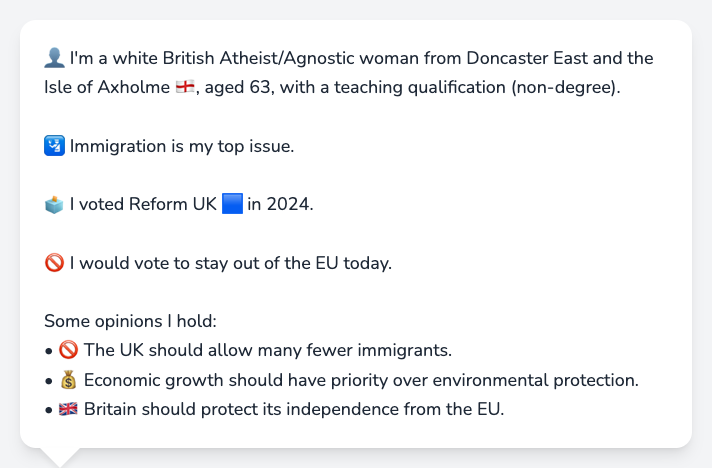 👤 I'm a white British Atheist/Agnostic woman from Doncaster East and the
Isle of Axholme 🏴󠁧󠁢󠁥󠁮󠁧󠁿, aged 63, with a teaching qualification (non-degree).
🛂 Immigration is my top issue.
🗳️ I voted Reform UK 🟦 in 2024.
🚫 I would vote to stay out of the EU today.
Some opinions I hold:
• 🚫 The UK should allow many fewer immigrants.
• 💰 Economic growth should have priority over environmental protection.
• 🇬🇧 Britain should protect its independence from the EU.